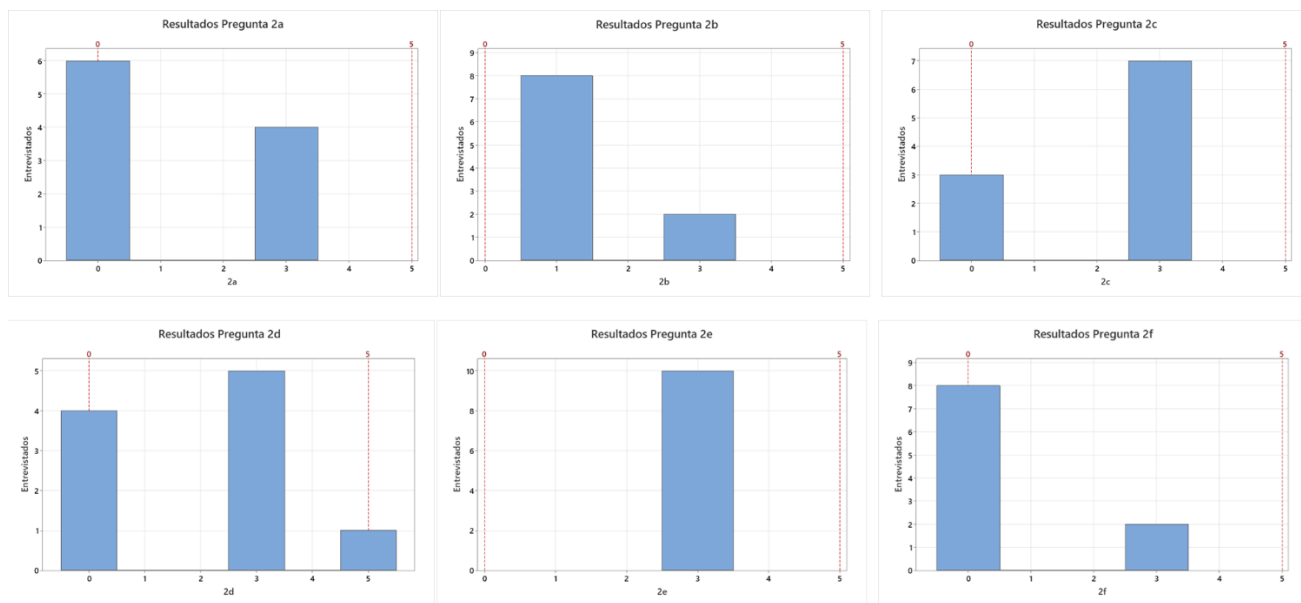 Resultados Pregunta 2a
0 5
6
5
4
3
2
1
0
Entrevistados
0 1 2 3 4 5
2a
Resultados Pregunta 2b
0 5
9
8
7
6
5
4
3
2
1
0
Entrevistados
0 1 2 3 4 5
2b
Resultados Pregunta 2c
0 5
7
6
5
4
3
2
1
0
Entrevistados
0 1 2 3 4 5
2c
Resultados Pregunta 2d
0 5
5
4
3
2
1
0
Entrevistados
0 1 2 3 4 5
2d
Resultados Pregunta 2e
0 5
10
8
6
4
2
0
Entrevistados
0 1 2 3 4 5
2e
Resultados Pregunta 2f
0 5
9
8
7
6
5
4
3
2
1
0
Entrevistados
0 1 2 3 4 5
2f